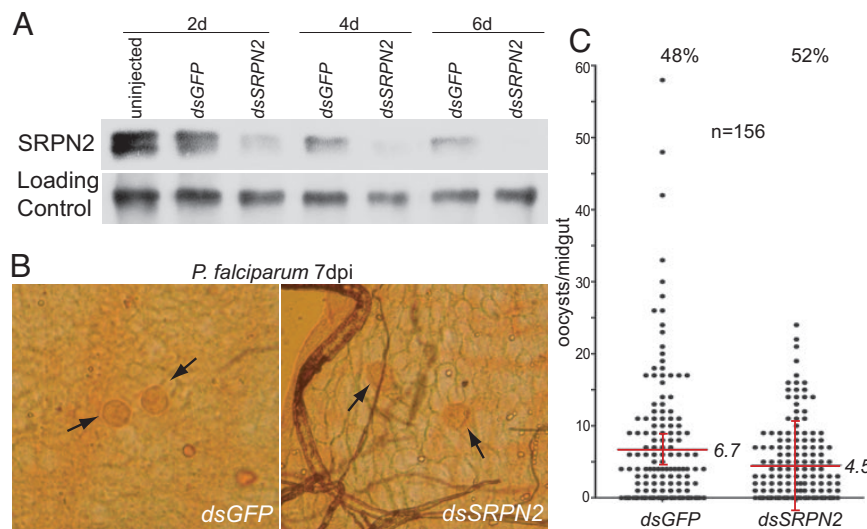 A
2d 4d 6d
uninjected dsGFP dsSRPN2 dsGFP dsSRPN2 dsGFP dsSRPN2
SRPN2
Loading
Control
B
P. falciparum 7dpi
dsGFP dsSRPN2
C
48% 52%
n=156
oocysts/midgut
60
50
40
30
20
10
0
6.7
4.5
dsGFP dsSRPN2